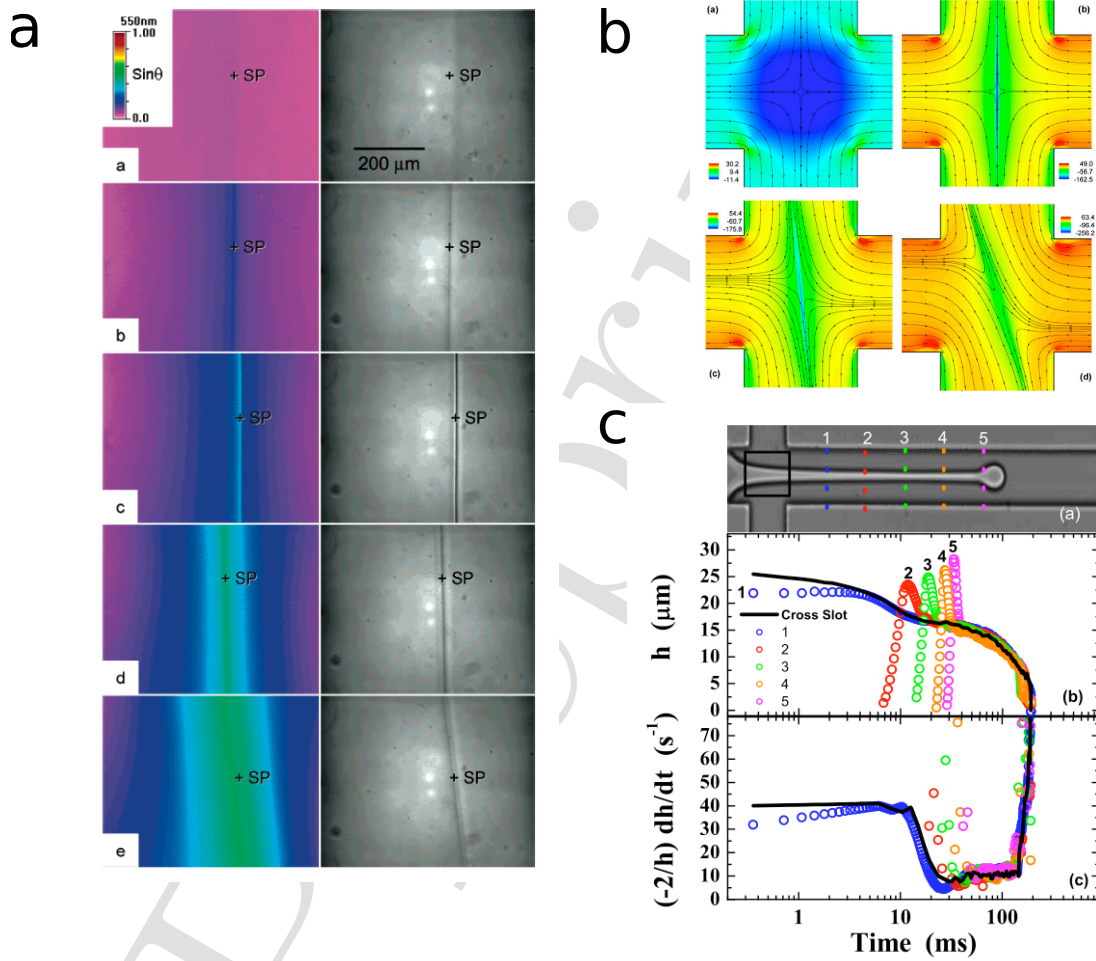 a
550nm
1.00
Sinθ
0.0
+ SP
+ SP
200 µm
a
+ SP
+ SP
b
+ SP
+ SP
c
+ SP
+ SP
d
+ SP
+ SP
e
b
(a)
(b)
30.2
9.4
-11.4
49.0
-56.7
-162.5
54.4
-60.7
-175.8
63.4
-96.4
-256.2
(c)
(d)
c
1 2 3 4 5
(a)
h (µm)
30
25
20
15
10
5
0
1
2
3
4
5
Cross Slot
1
2
3
4
5
(b)
(-2/h) dh/dt (s⁻¹)
70
60
50
40
30
20
10
0
(c)
1 10 100
Time (ms)